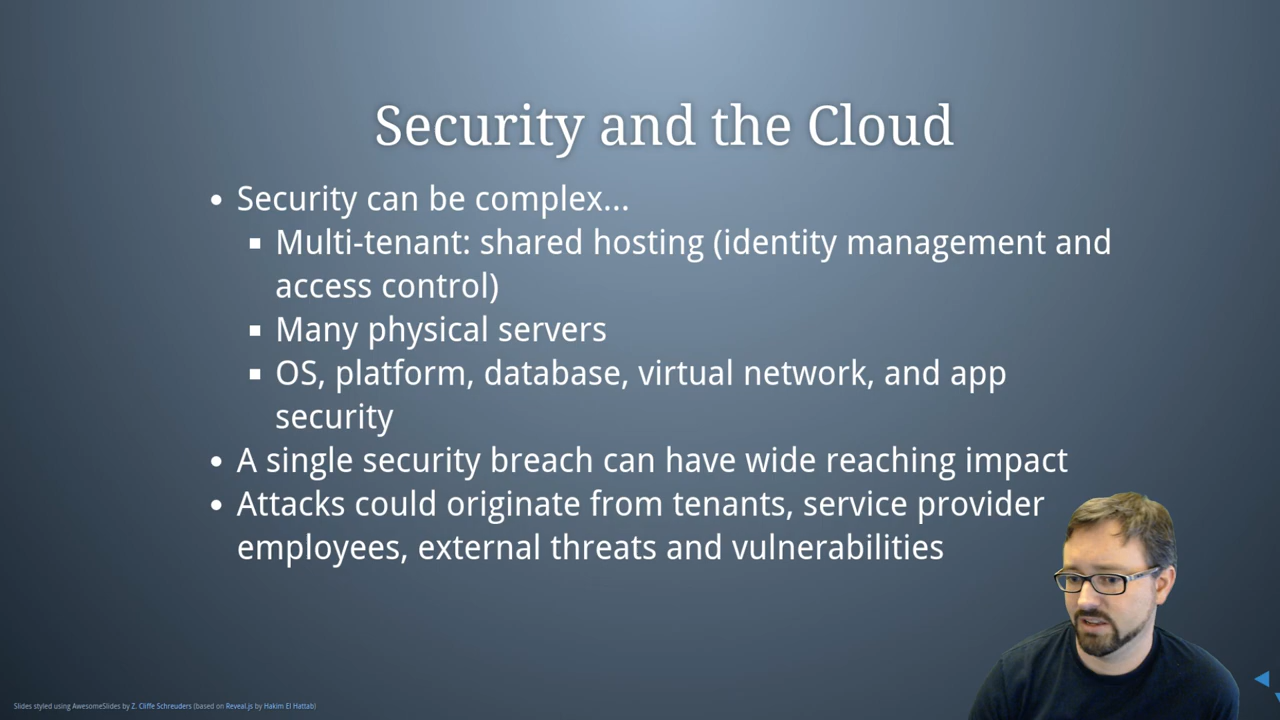 Security and the Cloud
Security can be complex...
Multi-tenant: shared hosting (identity management and
access control)
Many physical servers
OS, platform, database, virtual network, and app
security
A single security breach can have wide reaching impact
Attacks could originate from tenants, service provider
employees, external threats and vulnerabilities
Slides styled using AwesomeSlides by Z. Cliffe Schreuders (based on Reveal.js by Hakim El Hattab)